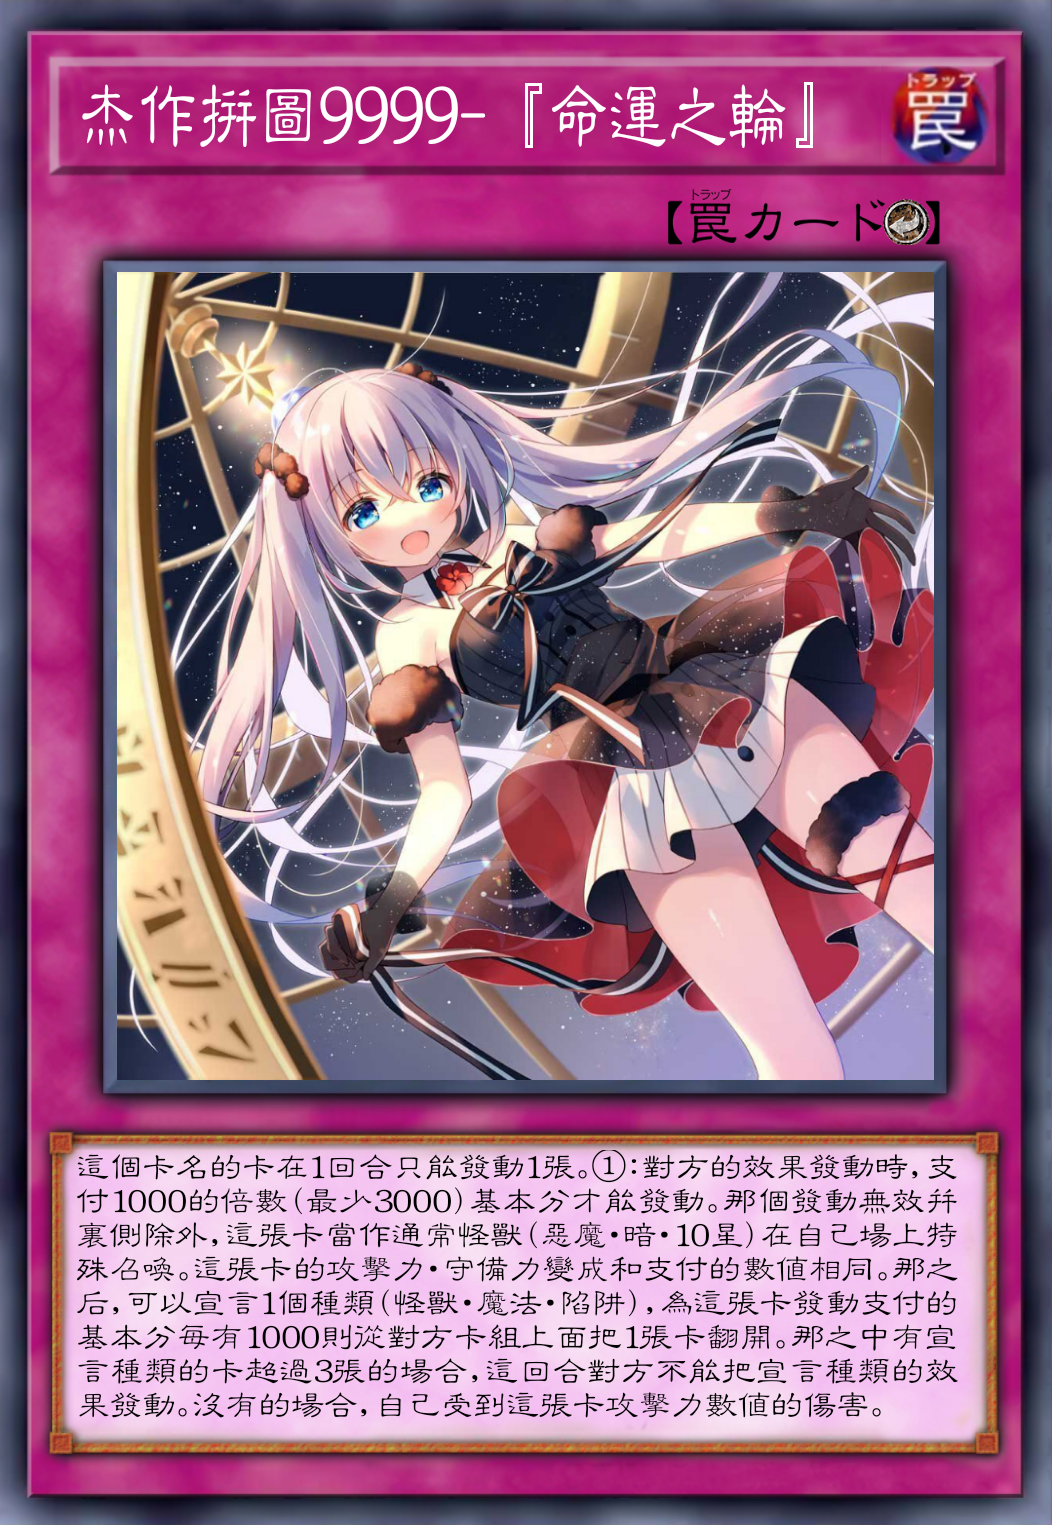 杰作拚圖9999-『命運之輪』
トラップ
罠
トラップ
【罠カード】
這個卡名的卡在1回合只能發動1張。①：對方的效果發動時，支
付1000的倍數（最少3000）基本分才能發動。那個發動無效并
裏側除外，這張卡當作通常怪獸（惡魔・暗・10星）在自己場上特
殊召喚。這張卡的攻擊力・守備力變成和支付的數值相同。那之
后，可以宣言1個種類（怪獸・魔法・陷阱），為這張卡發動支付的
基本分每有1000則從對方卡組上面把1張卡翻開。那之中有宣
言種類的卡超過3張的場合，這回合對方不能把宣言種類的效
果發動。沒有的場合，自己受到這張卡攻擊力數值的傷害。